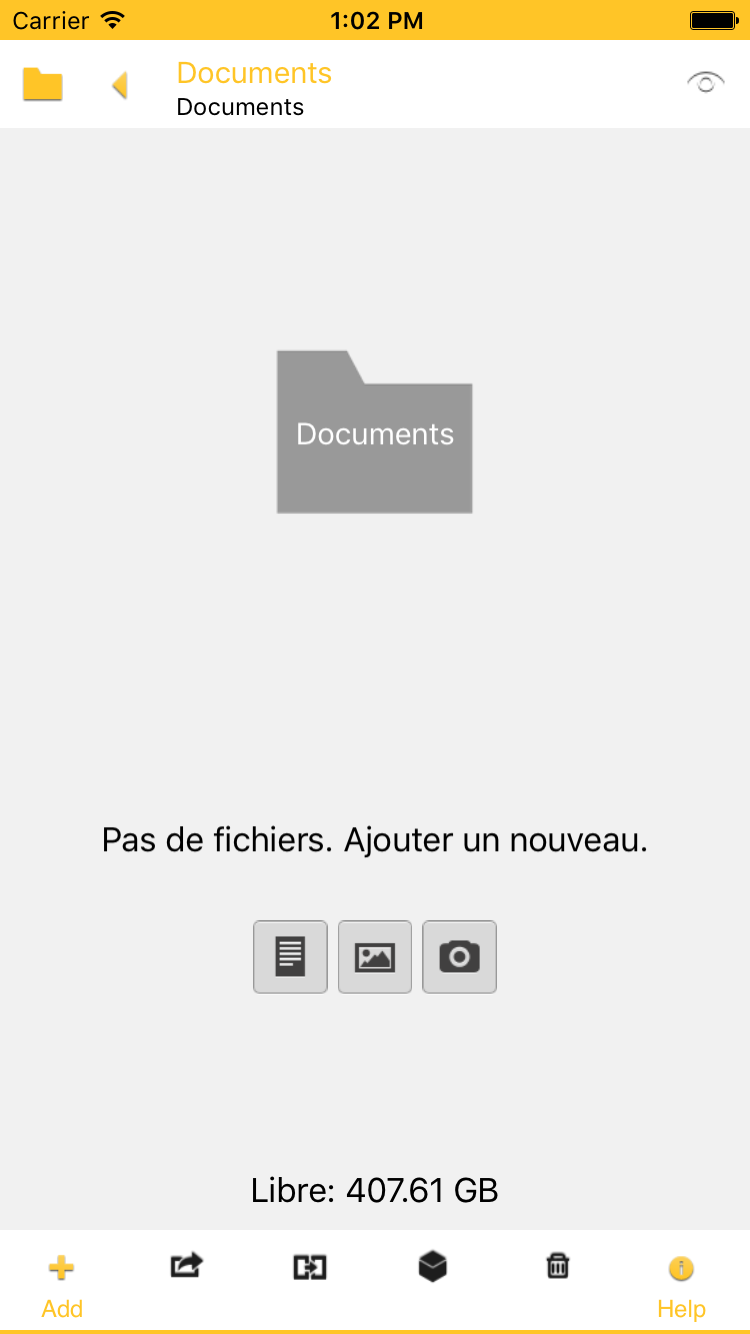 Carrier 1:02 PM
Documents
Documents
Documents
Pas de fichiers. Ajouter un nouveau.
Libre: 407.61 GB
Add Help